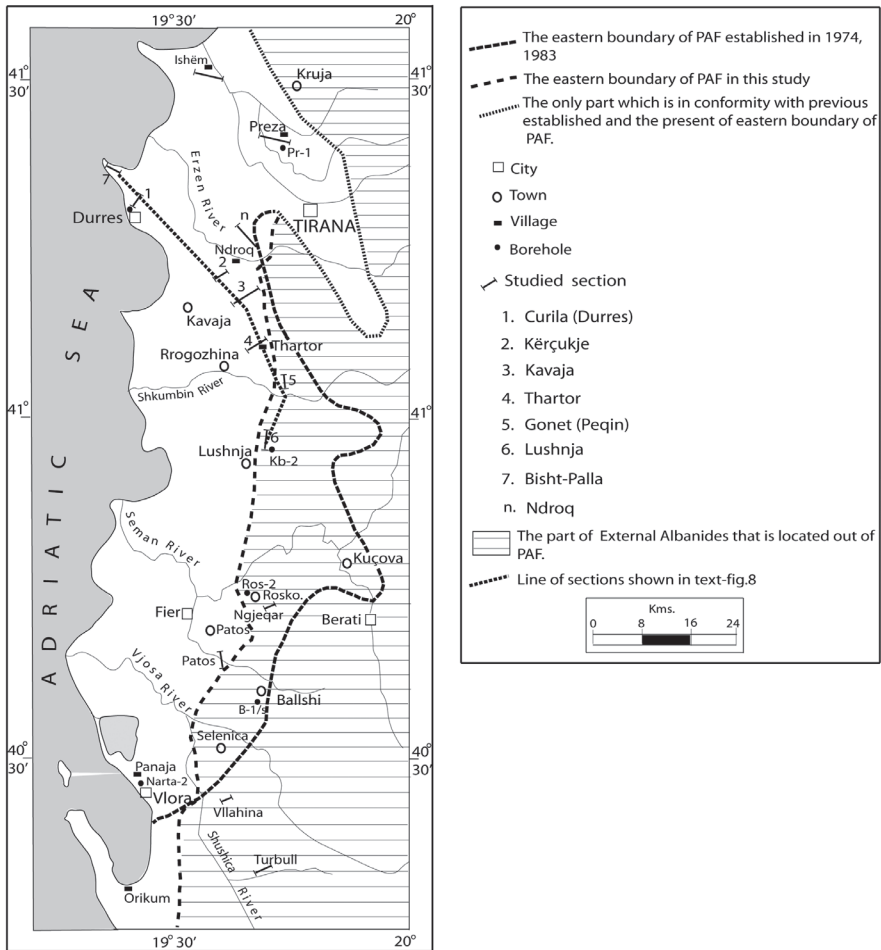 19° 30′ 20°
41° 30′
41° 30′
Ishëm
Kruja
Preza
Pr-1
Erzen River
7
1
Durres
n
TIRANA
Ndroq
2
3
Kavaja
4
Thartor
Rrogozhina
5
Shkumbin River
41°
41°
6
Lushnja
Kb-2
ADRIATIC SEA
Seman River
Kuçova
Ros-2
Rosko.
Ngjeqar
Fier
Berati
Patos
Patos
Vjosa River
Ballshi
B-1/s
Selenica
40° 30′
40° 30′
Panaja
Narta-2
Vlora
Vllahina
Shushica River
Turbull
Orikum
19° 30′ 20°
The eastern boundary of PAF established in 1974,
1983
The eastern boundary of PAF in this study
The only part which is in conformity with previous
established and the present of eastern boundary of
PAF.
City
Town
Village
Borehole
Studied section
1. Curila (Durres)
2. Kërçukje
3. Kavaja
4. Thartor
5. Gonet (Peqin)
6. Lushnja
7. Bisht-Palla
n. Ndroq
The part of External Albanides that is located out of
PAF.
Line of sections shown in text-fig.8
Kms.
0 8 16 24